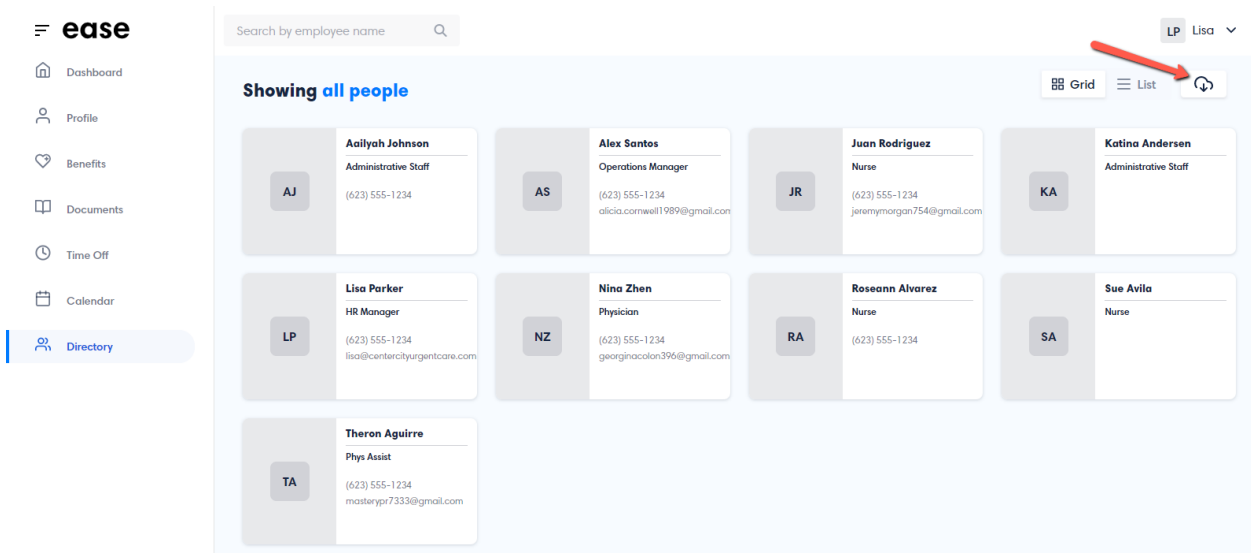 ease
Search by employee name
LP Lisa
Dashboard
Profile
Benefits
Documents
Time Off
Calendar
Directory
Showing all people
Grid
List
AJ
Aailyah Johnson
Administrative Staff
(623) 555-1234
AS
Alex Santos
Operations Manager
(623) 555-1234
alicia.cornwell1989@gmail.com
JR
Juan Rodriguez
Nurse
(623) 555-1234
jeremymorgan754@gmail.com
KA
Katina Andersen
Administrative Staff
LP
Lisa Parker
HR Manager
(623) 555-1234
lisa@centercityurgentcare.com
NZ
Nina Zhen
Physician
(623) 555-1234
georginacolon396@gmail.com
RA
Roseann Alvarez
Nurse
(623) 555-1234
SA
Sue Avila
Nurse
TA
Theron Aguirre
Phys Assist
(623) 555-1234
masterypr7333@gmail.com